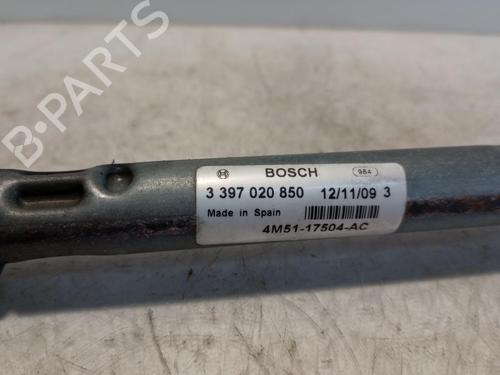 B-PARTS
BOSCH 984
3 397 020 850 12/11/09 3
Made in Spain
4M51-17504-AC